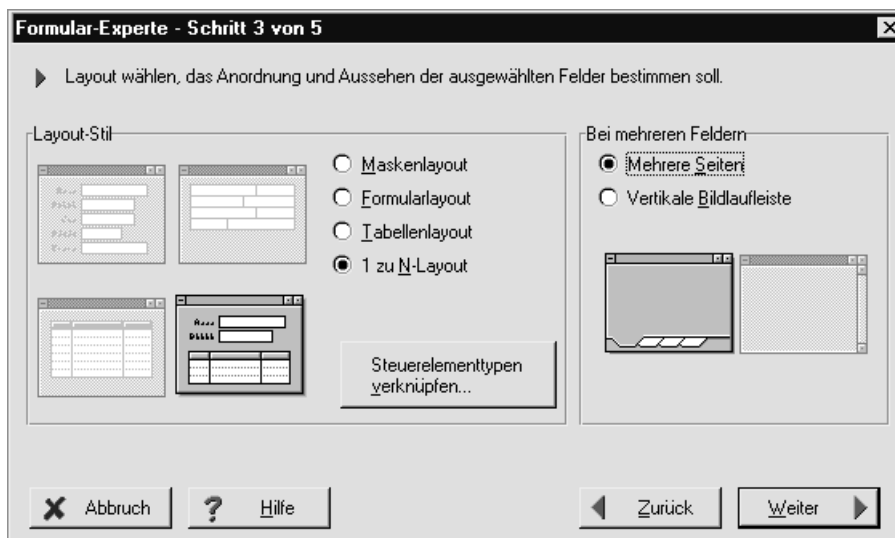 Formular-Experte - Schritt 3 von 5
Layout wählen, das Anordnung und Aussehen der ausgewählten Felder bestimmen soll.
Layout-Stil
Maskenlayout
Formularlayout
Tabellenlayout
1 zu N-Layout
Steuerelementtypen
verknüpfen...
Bei mehreren Feldern
Mehrere Seiten
Vertikale Bildlaufleiste
Abbruch
Hilfe
Zurück
Weiter